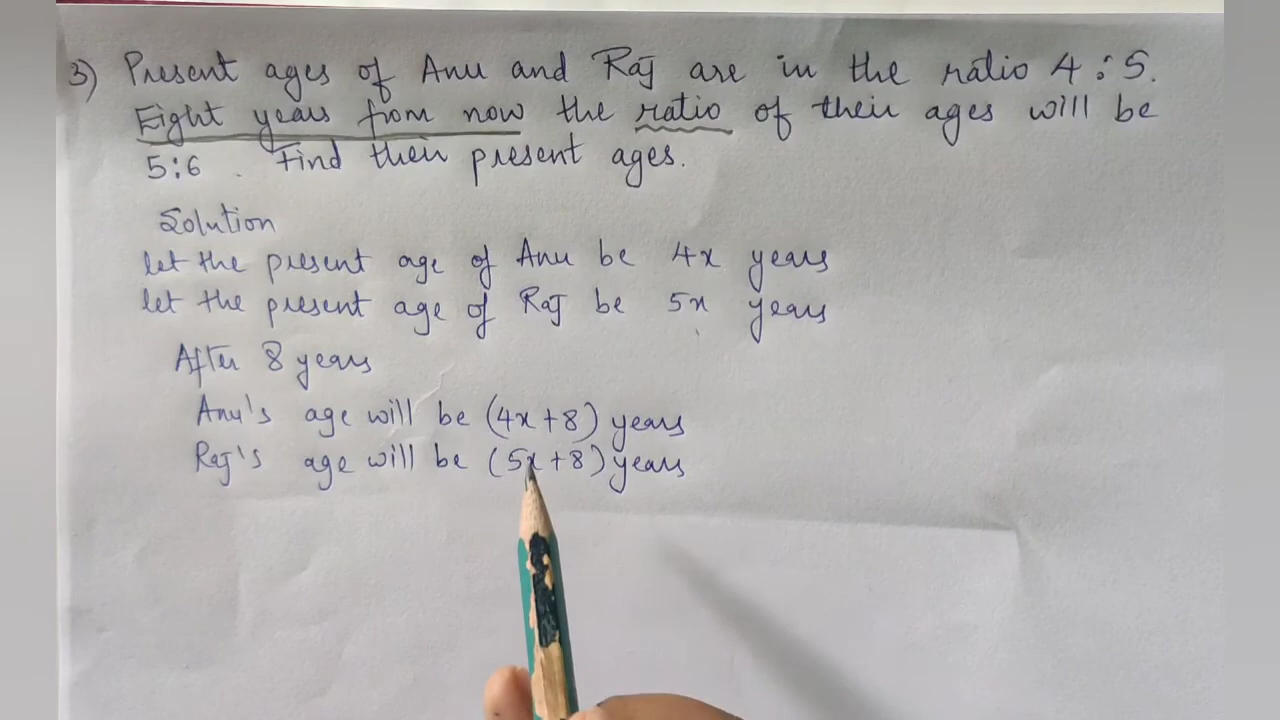 3) Present ages of Anu and Raj are in the ratio 4:5.
Eight years from now the ratio of their ages will be
5:6. Find their present ages.
Solution
let the present age of Anu be 4x years
let the present age of Raj be 5x years
After 8 years
Anu's age will be (4x+8) years
Raj's age will be (5x+8) years